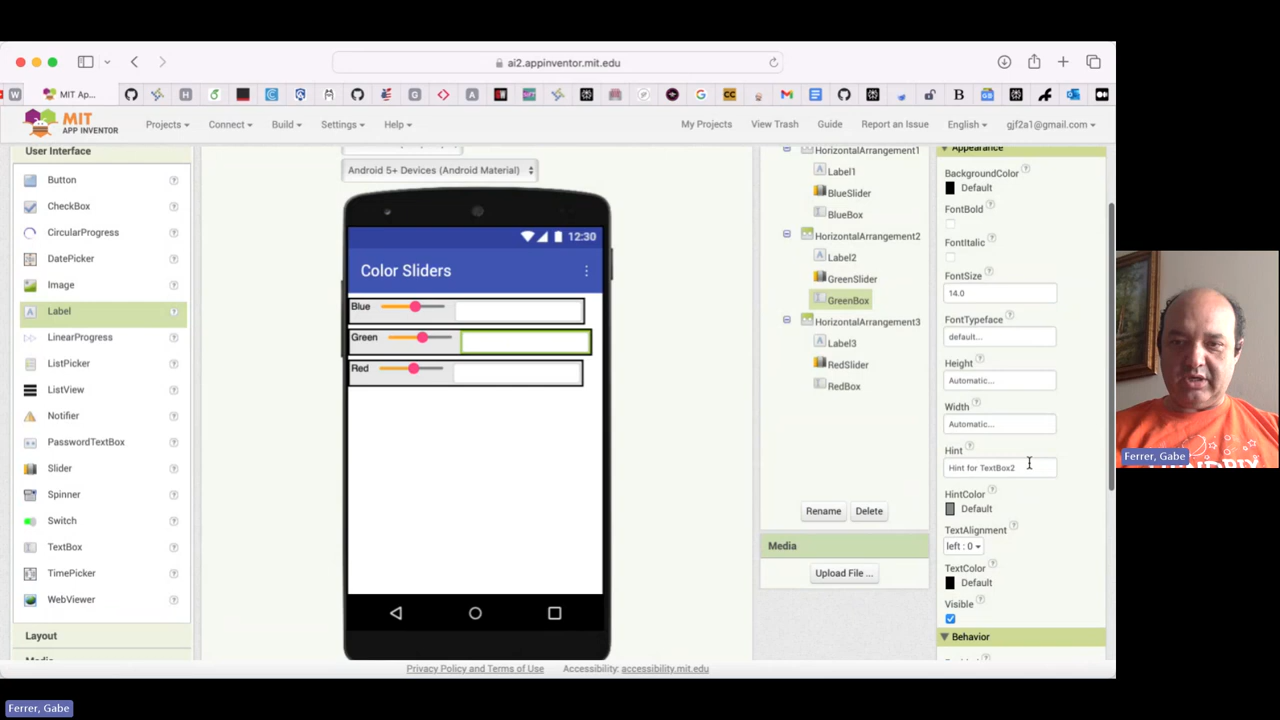 ai2.appinventor.mit.edu
MIT Ap...
MIT
APP INVENTOR
Projects
Connect
Build
Settings
Help
My Projects
View Trash
Guide
Report an Issue
English
gjf2a1@gmail.com
User Interface
Button
CheckBox
CircularProgress
DatePicker
Image
Label
LinearProgress
ListPicker
ListView
Notifier
PasswordTextBox
Slider
Spinner
Switch
TextBox
TimePicker
WebViewer
Layout
Android 5+ Devices (Android Material)
12:30
Color Sliders
Blue
Green
Red
HorizontalArrangement1
Label1
BlueSlider
BlueBox
HorizontalArrangement2
Label2
GreenSlider
GreenBox
HorizontalArrangement3
Label3
RedSlider
RedBox
Rename
Delete
Media
Upload File ...
Appearance
BackgroundColor
Default
FontBold
FontItalic
FontSize
14.0
FontTypeface
default...
Height
Automatic...
Width
Automatic...
Hint
Hint for TextBox2
HintColor
Default
TextAlignment
left : 0
TextColor
Default
Visible
Behavior
Privacy Policy and Terms of Use
Accessibility: accessibility.mit.edu
Ferrer, Gabe
Ferrer, Gabe